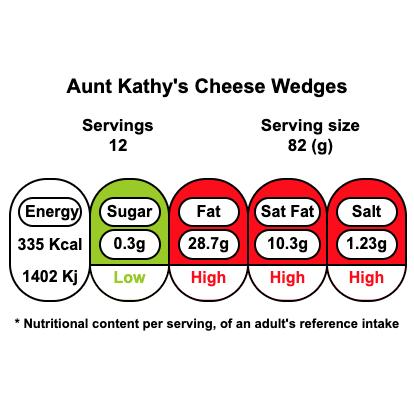 Aunt Kathy's Cheese Wedges
Servings Serving size
12 82 (g)
Energy Sugar Fat Sat Fat Salt
335 Kcal 0.3g 28.7g 10.3g 1.23g
1402 Kj Low High High High
* Nutritional content per serving, of an adult's reference intake